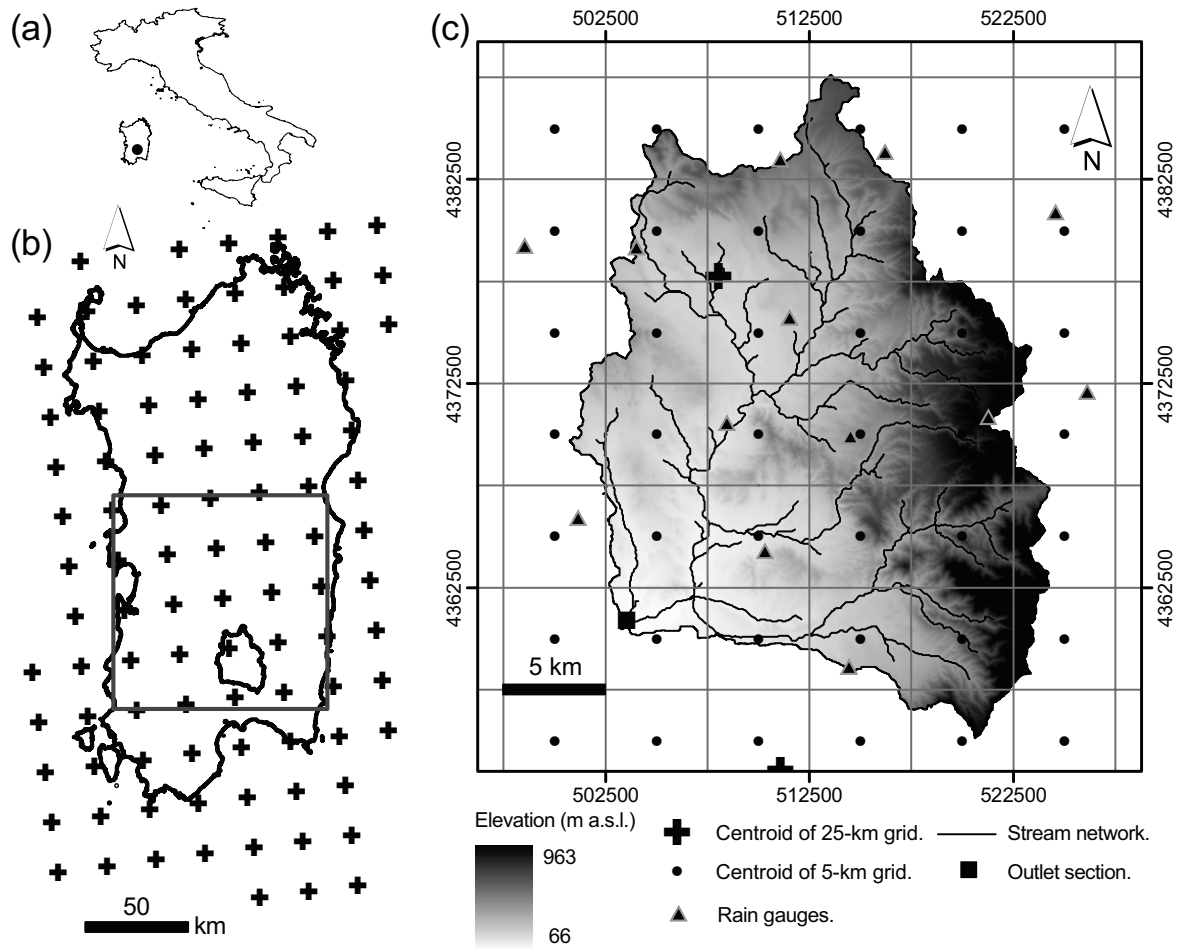 (a)
(b)
N
50
km
(c)
502500
512500
522500
N
4382500
4372500
4362500
4382500
4372500
4362500
5 km
502500
512500
522500
Elevation (m a.s.l.)
963
66
Centroid of 25-km grid.
Centroid of 5-km grid.
Rain gauges.
Stream network.
Outlet section.